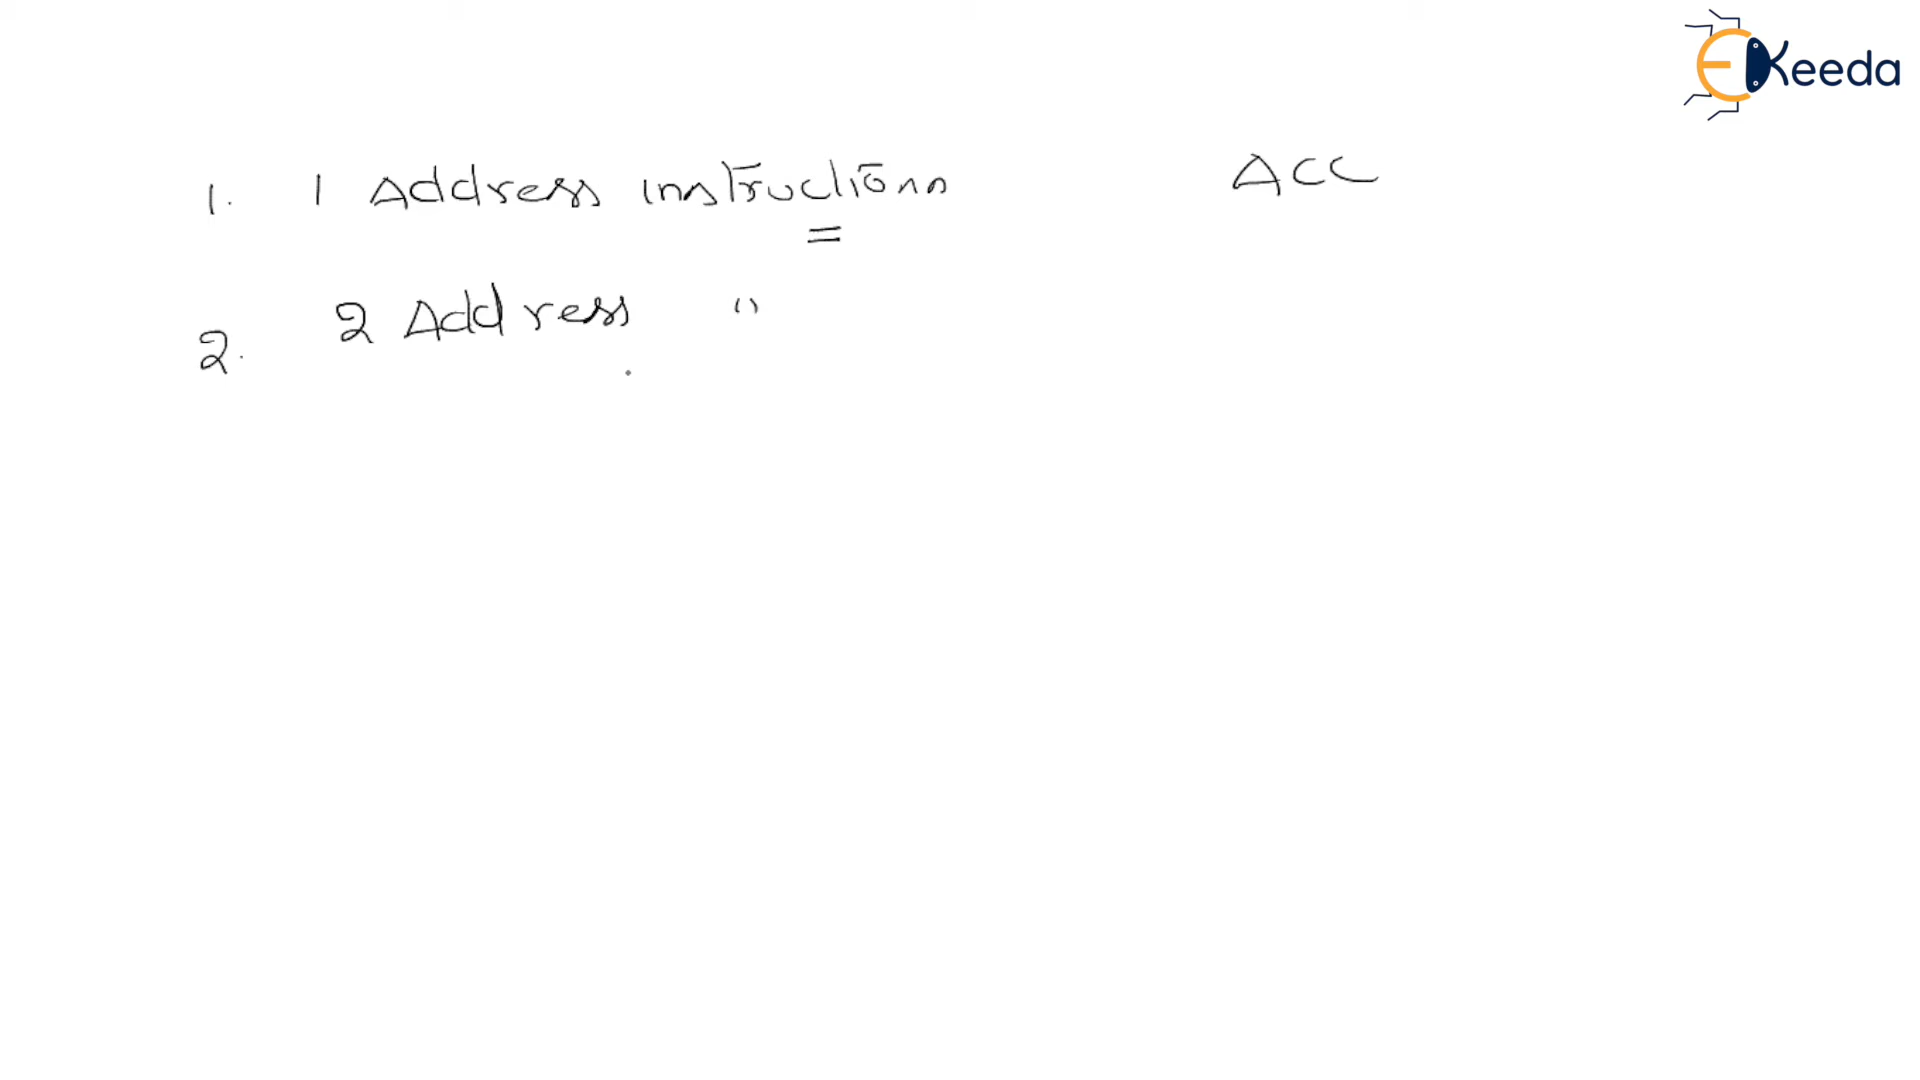 EKeeda
1. 1 Address instructions ACC
2. 2 Address "